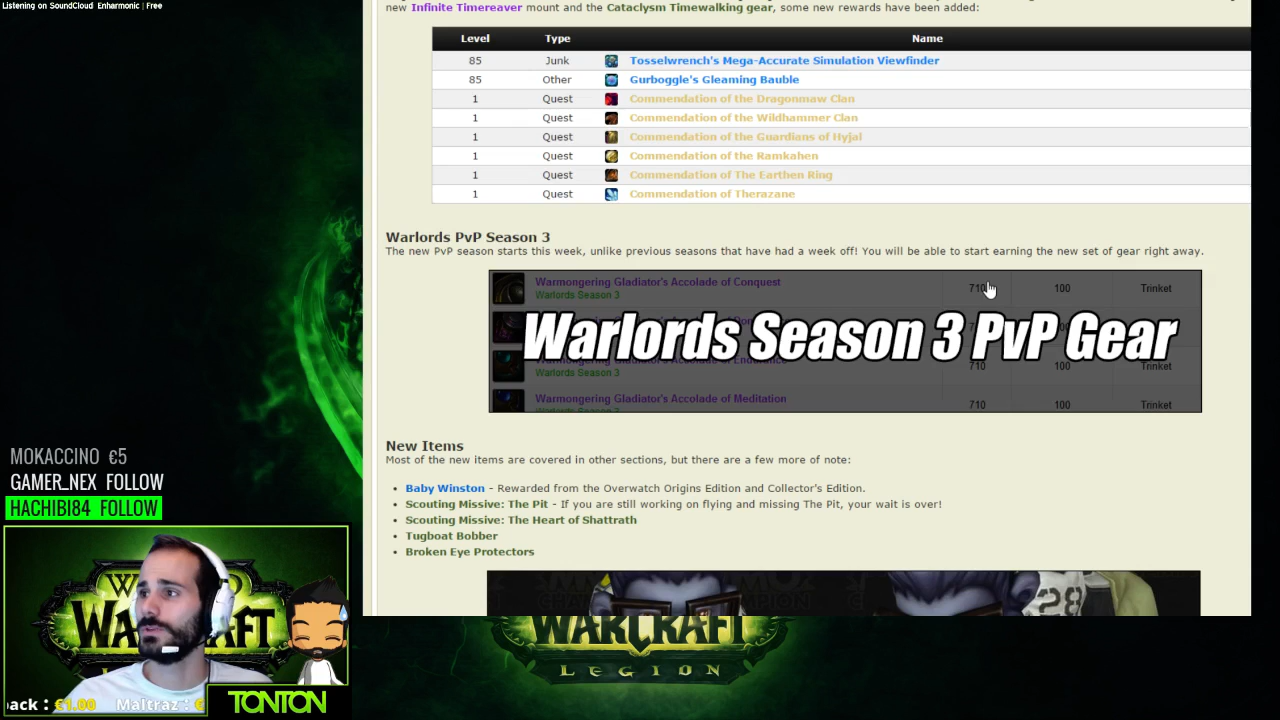 Listening on SoundCloud Enharmonic | Free
new Infinite Timereaver mount and the Cataclysm Timewalking gear, some new rewards have been added:
Level Type Name
85 Junk Tosselwrench's Mega-Accurate Simulation Viewfinder
85 Other Gurboggle's Gleaming Bauble
1 Quest Commendation of the Dragonmaw Clan
1 Quest Commendation of the Wildhammer Clan
1 Quest Commendation of the Guardians of Hyjal
1 Quest Commendation of the Ramkahen
1 Quest Commendation of The Earthen Ring
1 Quest Commendation of Therazane
Warlords PvP Season 3
The new PvP season starts this week, unlike previous seasons that have had a week off! You will be able to start earning the new set of gear right away.
Warmongering Gladiator's Accolade of Conquest 710 100 Trinket
Warlords Season 3
Warlords Season 3 PvP Gear
Warlords Season 3 710 100 Trinket
Warmongering Gladiator's Accolade of Meditation 710 100 Trinket
New Items
Most of the new items are covered in other sections, but there are a few more of note:
• Baby Winston - Rewarded from the Overwatch Origins Edition and Collector's Edition.
• Scouting Missive: The Pit - If you are still working on flying and missing The Pit, your wait is over!
• Scouting Missive: The Heart of Shattrath
• Tugboat Bobber
• Broken Eye Protectors
28
WARCRAFT
LEGION
MOKACCINO €5
GAMER_NEX FOLLOW
HACHIBI84 FOLLOW
TONTON
ack : €1.00 Maltraz : €